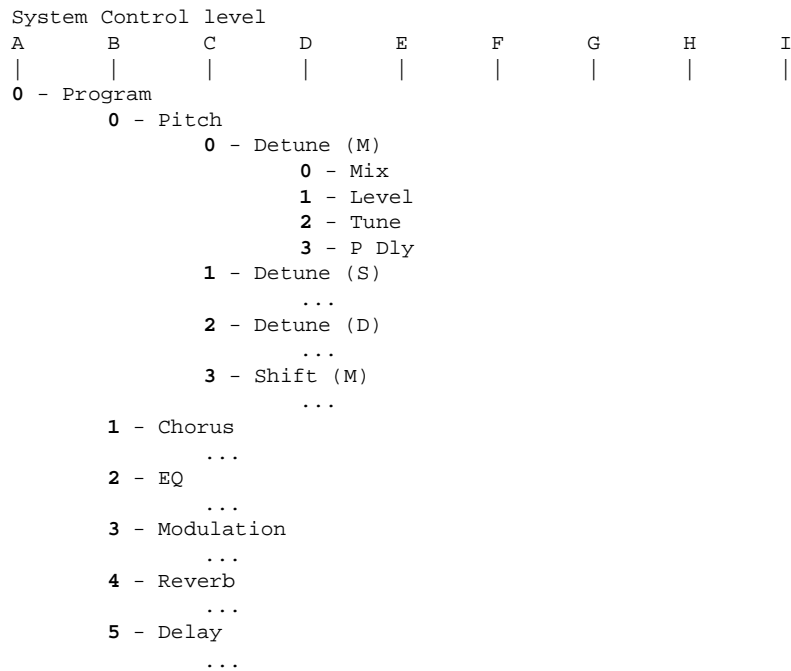 System Control level
A B C D E F G H I
| | | | | | | | |
0 - Program
0 - Pitch
0 - Detune (M)
0 - Mix
1 - Level
2 - Tune
3 - P Dly
1 - Detune (S)
...
2 - Detune (D)
...
3 - Shift (M)
...
1 - Chorus
...
2 - EQ
...
3 - Modulation
...
4 - Reverb
...
5 - Delay
...